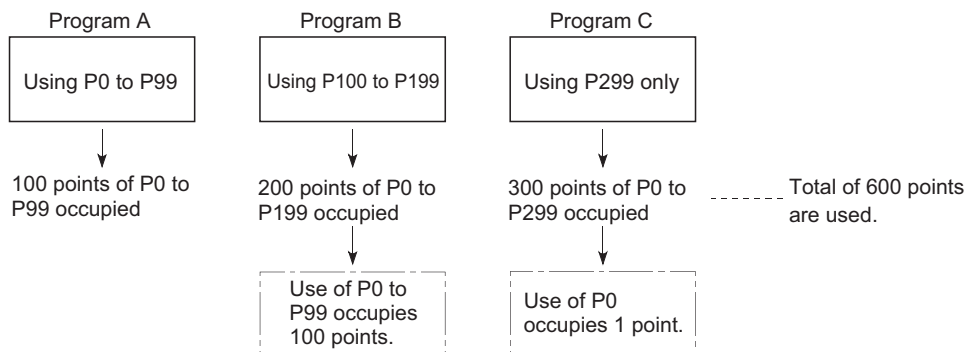 Program A
Program B
Program C
Using P0 to P99
Using P100 to P199
Using P299 only
100 points of P0 to
P99 occupied
200 points of P0 to
P199 occupied
300 points of P0 to
P299 occupied
Total of 600 points
are used.
Use of P0 to
P99 occupies
100 points.
Use of P0
occupies 1 point.